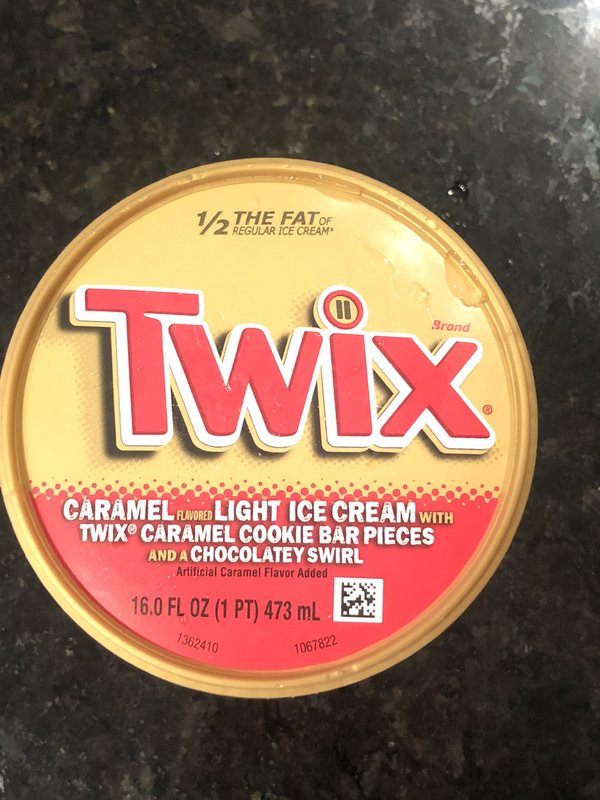 1/2 THE FAT OF
REGULAR ICE CREAM*
TWIX
Brand
®
CARAMEL FLAVORED LIGHT ICE CREAM WITH
TWIX® CARAMEL COOKIE BAR PIECES
AND A CHOCOLATEY SWIRL
Artificial Caramel Flavor Added
16.0 FL OZ (1 PT) 473 mL
1362410 1067822